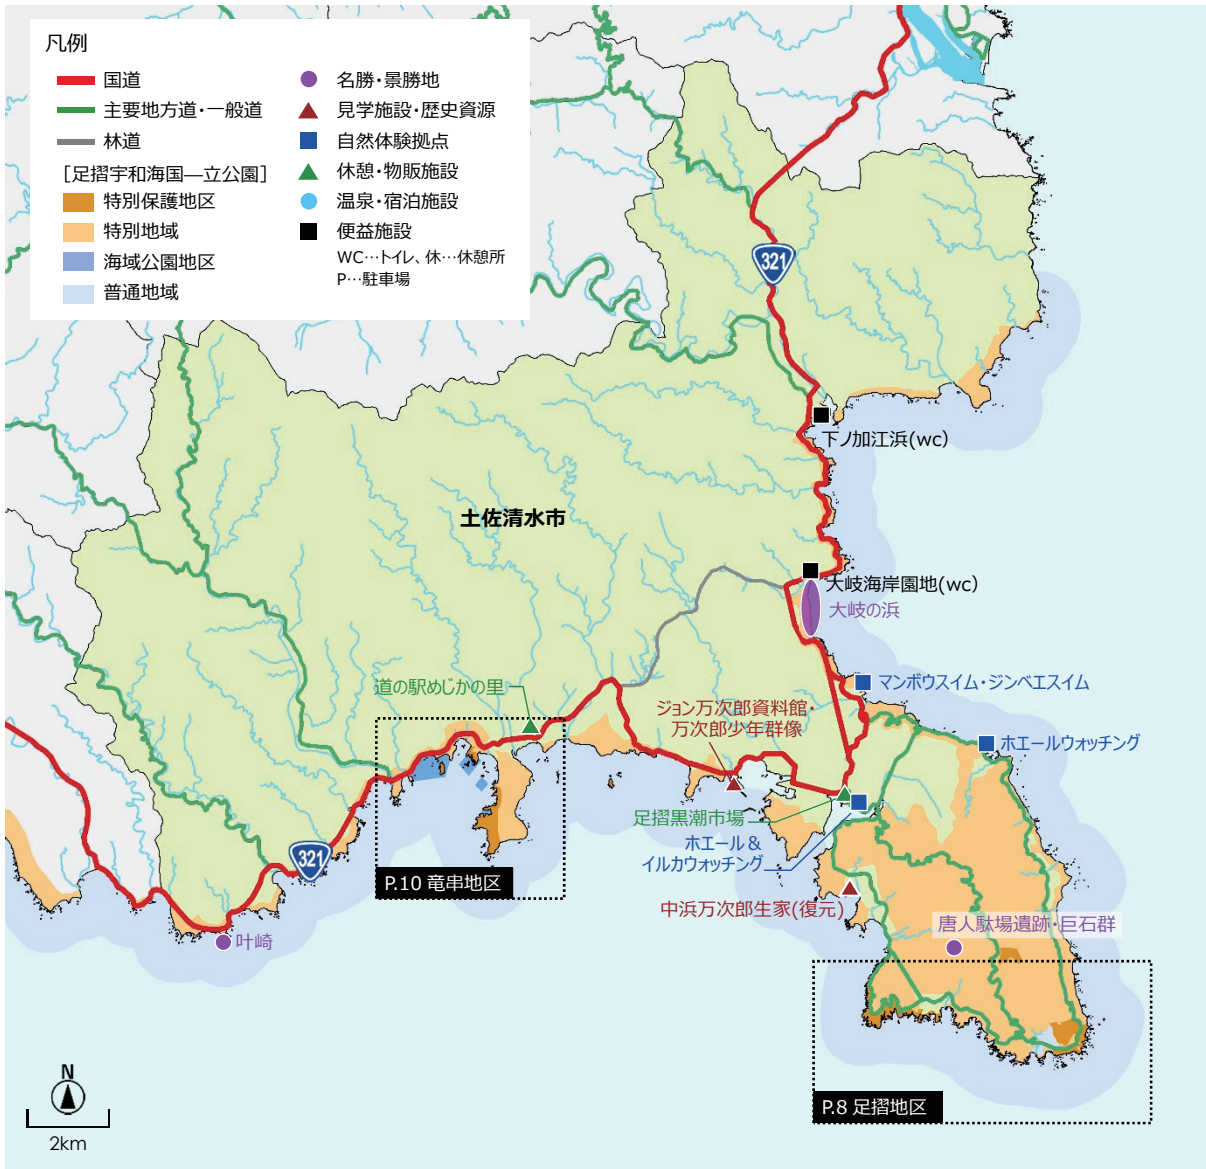 凡例
国道
主要地方道・一般道
林道
［足摺宇和海国―立公園］
特別保護地区
特別地域
海域公園地区
普通地域
名勝・景勝地
見学施設・歴史資源
自然体験拠点
休憩・物販施設
温泉・宿泊施設
便益施設
WC…トイレ、休…休憩所
P…駐車場
321
下ノ加江浜(wc)
土佐清水市
大岐海岸園地(wc)
大岐の浜
道の駅めじかの里
マンボウスイム・ジンベエスイム
ジョン万次郎資料館・
万次郎少年群像
ホエールウォッチング
足摺黒潮市場
ホエール＆
イルカウォッチング
321
P.10 竜串地区
中浜万次郎生家(復元)
唐人駄場遺跡・巨石群
叶崎
N
2km
P.8 足摺地区